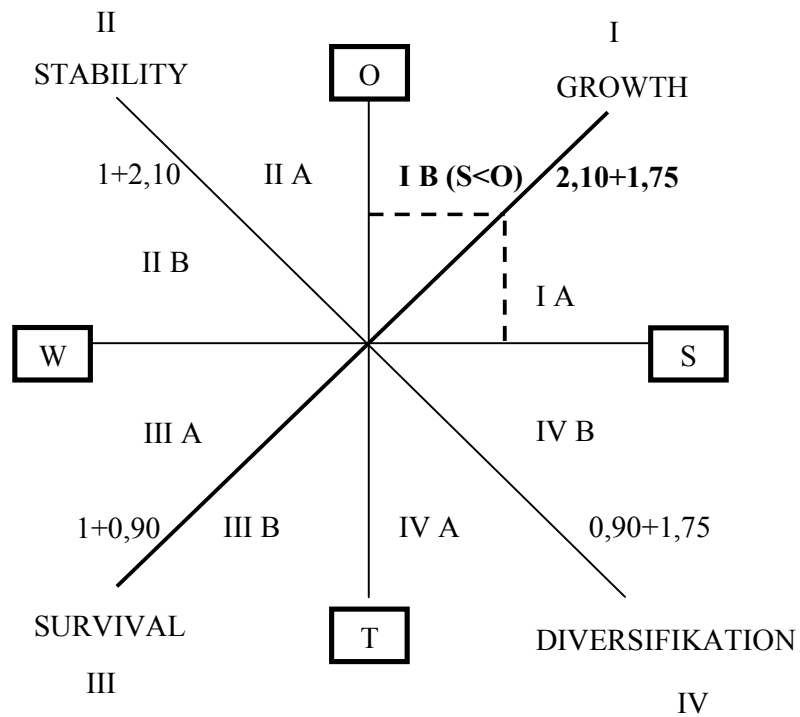 II
I
STABILITY
O
GROWTH
1+2,10
II A
I B (S<O)
2,10+1,75
II B
I A
W
S
III A
IV B
1+0,90
III B
IV A
0,90+1,75
SURVIVAL
T
DIVERSIFIKATION
III
IV